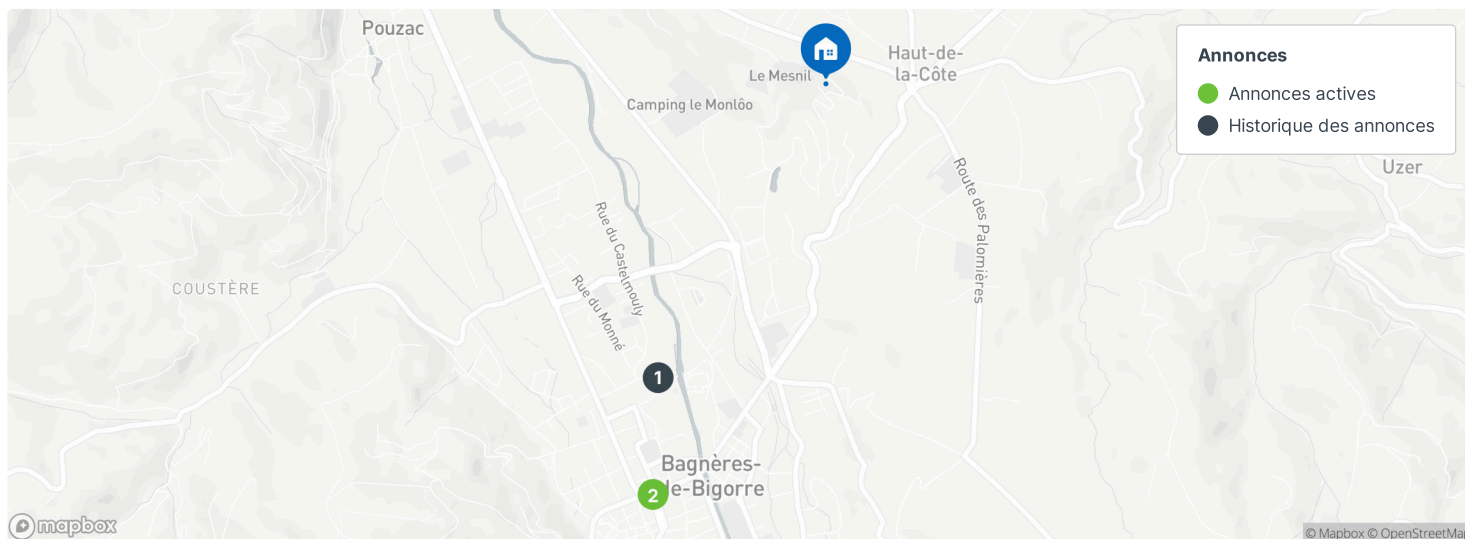 Pouzac
Haut-de-
la-Côte
Le Mesnil
Camping le Monlôo
Annonces
Annonces actives
Historique des annonces
Uzer
Route des Palomières
Rue du Castelmouly
COUSTÈRE
Rue du Monné
1
Bagnères-
de-Bigorre
2
mapbox
© Mapbox © OpenStreetMap